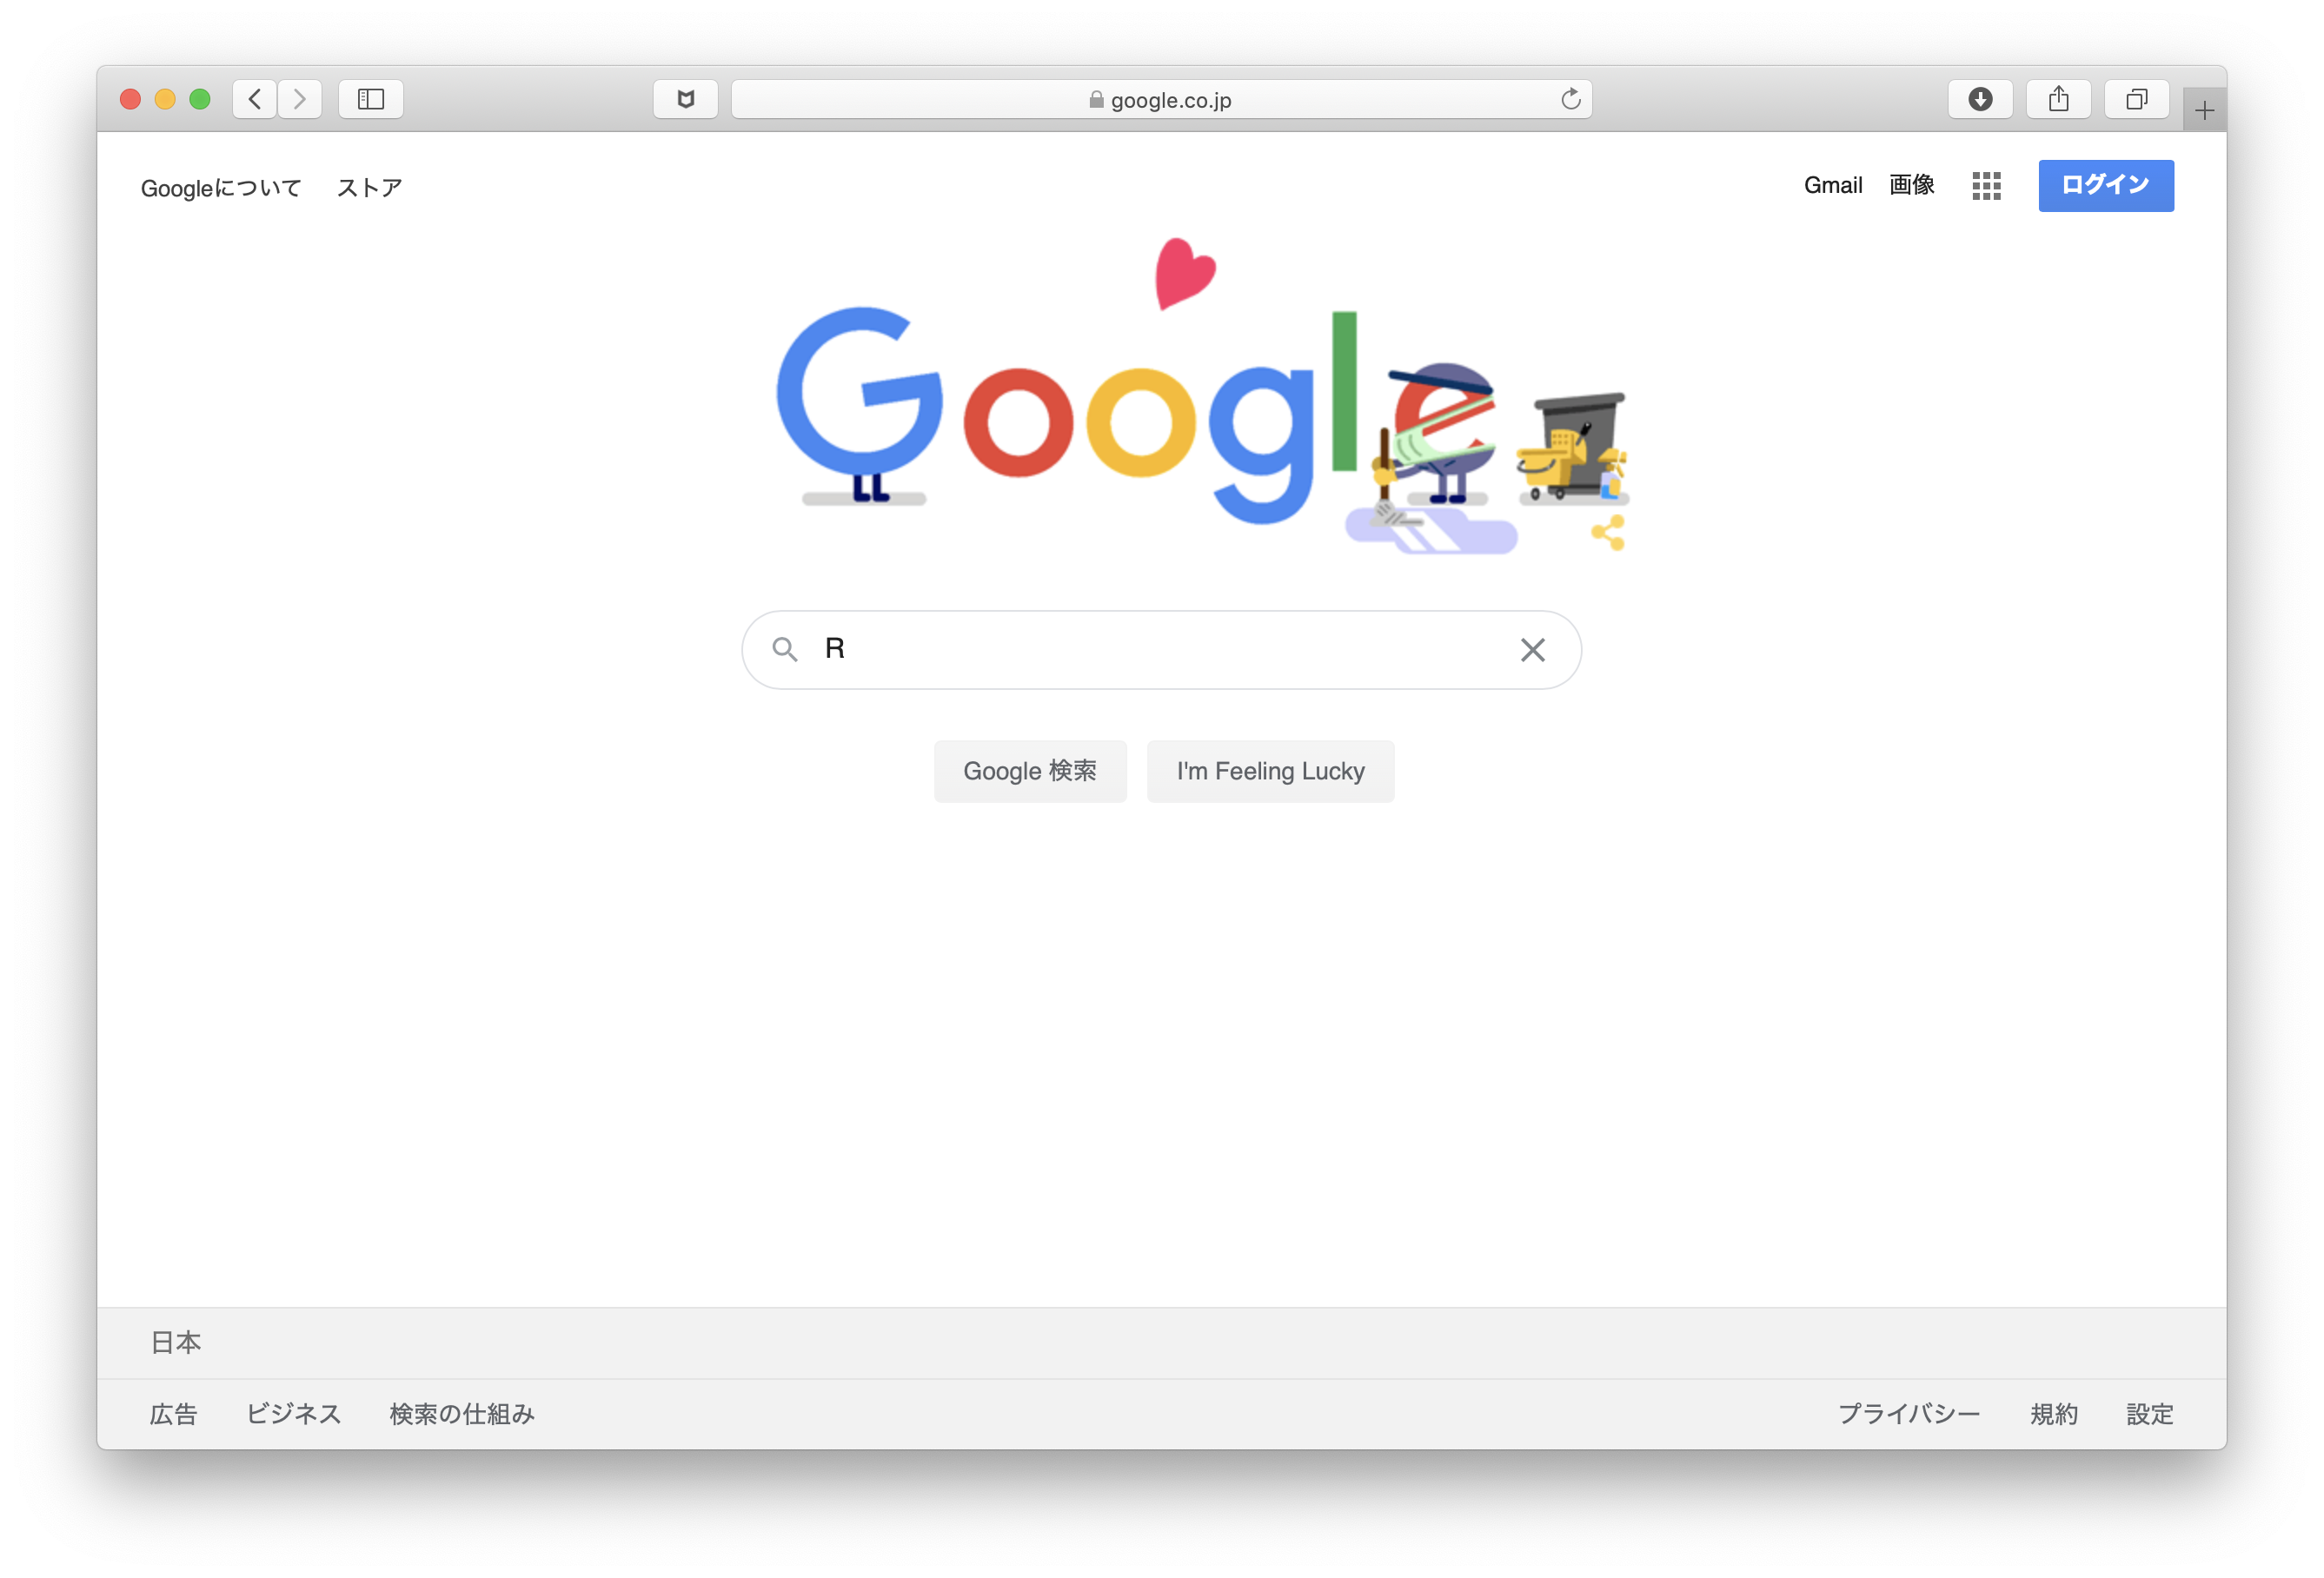 google.co.jp
Googleについて ストア
Gmail 画像 ログイン
Google
R
Google 検索 I'm Feeling Lucky
日本
広告 ビジネス 検索の仕組み
プライバシー 規約 設定